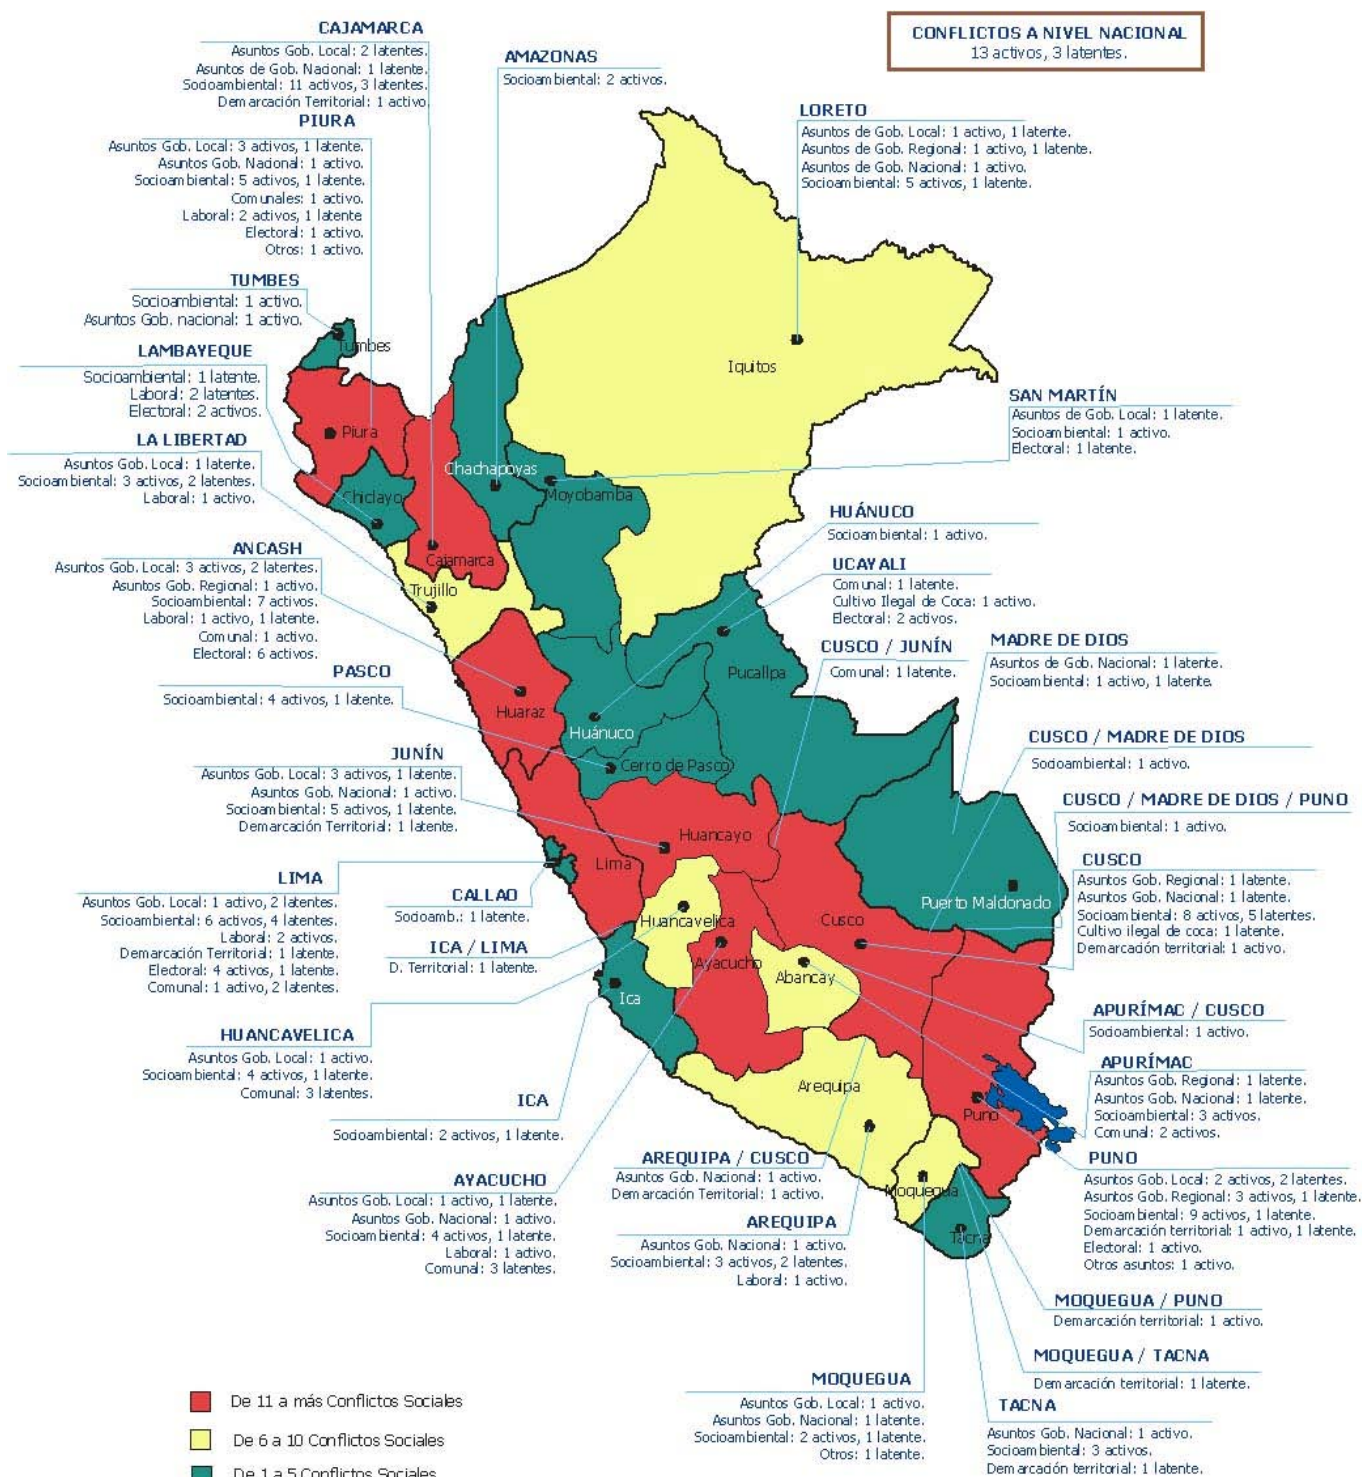 CONFLICTOS A NIVEL NACIONAL
13 activos, 3 latentes.
CAJAMARCA
Asuntos Gob. Local: 2 latentes.
Asuntos de Gob. Nacional: 1 latente.
Socioambiental: 11 activos, 3 latentes.
Demarcación Territorial: 1 activo.
AMAZONAS
Socioambiental: 2 activos.
LORETO
Asuntos de Gob. Local: 1 activo, 1 latente.
Asuntos de Gob. Regional: 1 activo, 1 latente.
Asuntos de Gob. Nacional: 1 activo.
Socioambiental: 5 activos, 1 latente.
PIURA
Asuntos Gob. Local: 3 activos, 1 latente.
Asuntos Gob. Nacional: 1 activo.
Socioambiental: 5 activos, 1 latente.
Comunales: 1 activo.
Laboral: 2 activos, 1 latente
Electoral: 1 activo.
Otros: 1 activo.
TUMBES
Socioambiental: 1 activo.
Asuntos Gob. nacional: 1 activo.
LAMBAYEQUE
Socioambiental: 1 latente.
Laboral: 2 latentes.
Electoral: 2 activos.
LA LIBERTAD
Asuntos Gob. Local: 1 latente.
Socioambiental: 3 activos, 2 latentes.
Laboral: 1 activo.
SAN MARTÍN
Asuntos de Gob. Local: 1 latente.
Socioambiental: 1 activo.
Electoral: 1 latente.
HUÁNUCO
Socioambiental: 1 activo.
UCAYALI
Comunal: 1 latente.
Cultivo Ilegal de Coca: 1 activo.
Electoral: 2 activos.
ANCASH
Asuntos Gob. Local: 3 activos, 2 latentes.
Asuntos Gob. Regional: 1 activo.
Socioambiental: 7 activos.
Laboral: 1 activo, 1 latente.
Comunal: 1 activo.
Electoral: 6 activos.
PASCO
Socioambiental: 4 activos, 1 latente.
CUSCO / JUNÍN
Comunal: 1 latente.
MADRE DE DIOS
Asuntos de Gob. Nacional: 1 latente.
Socioambiental: 1 activo, 1 latente.
CUSCO / MADRE DE DIOS
Socioambiental: 1 activo.
CUSCO / MADRE DE DIOS / PUNO
Socioambiental: 1 activo.
JUNÍN
Asuntos Gob. Local: 3 activos, 1 latente.
Asuntos Gob. Nacional: 1 activo.
Socioambiental: 5 activos, 1 latente.
Demarcación Territorial: 1 latente.
CUSCO
Asuntos Gob. Regional: 1 latente.
Asuntos Gob. Nacional: 1 latente.
Socioambiental: 8 activos, 5 latentes.
Cultivo ilegal de coca: 1 latente.
Demarcación territorial: 1 activo.
LIMA
Asuntos Gob. Local: 1 activo, 2 latentes.
Socioambiental: 6 activos, 4 latentes.
Laboral: 2 activos.
Demarcación Territorial: 1 latente.
Electoral: 4 activos, 1 latente.
Comunal: 1 activo, 2 latentes.
CALLAO
Socioamb.: 1 latente.
ICA / LIMA
D. Territorial: 1 latente.
HUANCAVELICA
Asuntos Gob. Local: 1 activo.
Socioambiental: 4 activos, 1 latente.
Comunal: 3 latentes.
ICA
Socioambiental: 2 activos, 1 latente.
APURÍMAC / CUSCO
Socioambiental: 1 activo.
APURÍMAC
Asuntos Gob. Regional: 1 latente.
Asuntos Gob. Nacional: 1 latente.
Socioambiental: 3 activos.
Comunal: 2 activos.
AYACUCHO
Asuntos Gob. Local: 1 activo, 1 latente.
Asuntos Gob. Nacional: 1 activo.
Socioambiental: 4 activos, 1 latente.
Laboral: 1 activo.
Comunal: 3 latentes.
AREQUIPA / CUSCO
Asuntos Gob. Nacional: 1 activo.
Demarcación Territorial: 1 activo.
AREQUIPA
Asuntos Gob. Nacional: 1 activo.
Socioambiental: 3 activos, 2 latentes.
Laboral: 1 activo.
PUNO
Asuntos Gob. Local: 2 activos, 2 latentes.
Asuntos Gob. Regional: 3 activos, 1 latente.
Socioambiental: 9 activos, 1 latente.
Demarcación territorial: 1 activo, 1 latente.
Electoral: 1 activo.
Otros asuntos: 1 activo.
MOQUEGUA / PUNO
Demarcación territorial: 1 activo.
MOQUEGUA / TACNA
Demarcación territorial: 1 latente.
MOQUEGUA
Asuntos Gob. Local: 1 activo.
Asuntos Gob. Nacional: 1 latente.
Socioambiental: 2 activos, 1 latente.
Otros: 1 latente.
TACNA
Asuntos Gob. Nacional: 1 activo.
Socioambiental: 3 activos.
Demarcación territorial: 1 latente.
Tumbes
Iquitos
Piura
Chachapoyas
Moyobamba
Chiclayo
Cajamarca
Trujillo
Pucallpa
Huaraz
Huánuco
Cerro de Pasco
Huancayo
Lima
Puerto Maldonado
Huancavelica
Cusco
Ayacucho
Abancay
Ica
Arequipa
Puno
Moquegua
Tacna
De 11 a más Conflictos Sociales
De 6 a 10 Conflictos Sociales
De 1 a 5 Conflictos Sociales